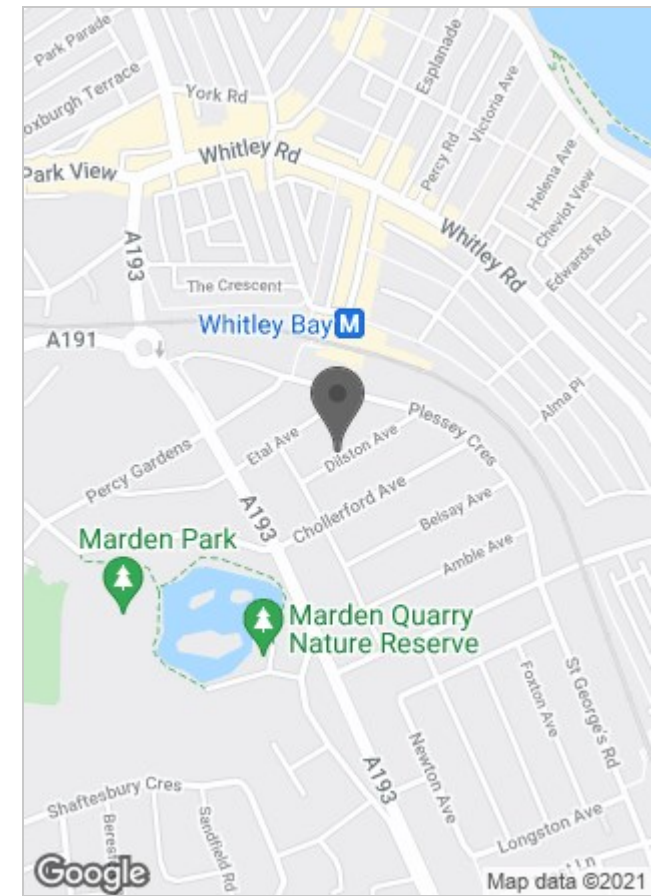 Park Parade
oxburgh Terrace
York Rd
Esplanade
Victoria Ave
Percy Rd
Park View
Whitley Rd
Helena Ave
Cheviot View
Edwards Rd
Whitley Rd
A193
The Crescent
Whitley Bay M
A191
Alma Pl
Plessey Cres
Etal Ave
Dilston Ave
Percy Gardens
A193
Chollerford Ave
Belsay Ave
Amble Ave
Marden Park
Marden Quarry
Nature Reserve
Foxton Ave
St George's Rd
Newton Ave
A193
Shaftesbury Cres
Sandfield Rd
Longston Ave
Google
Map data ©2021